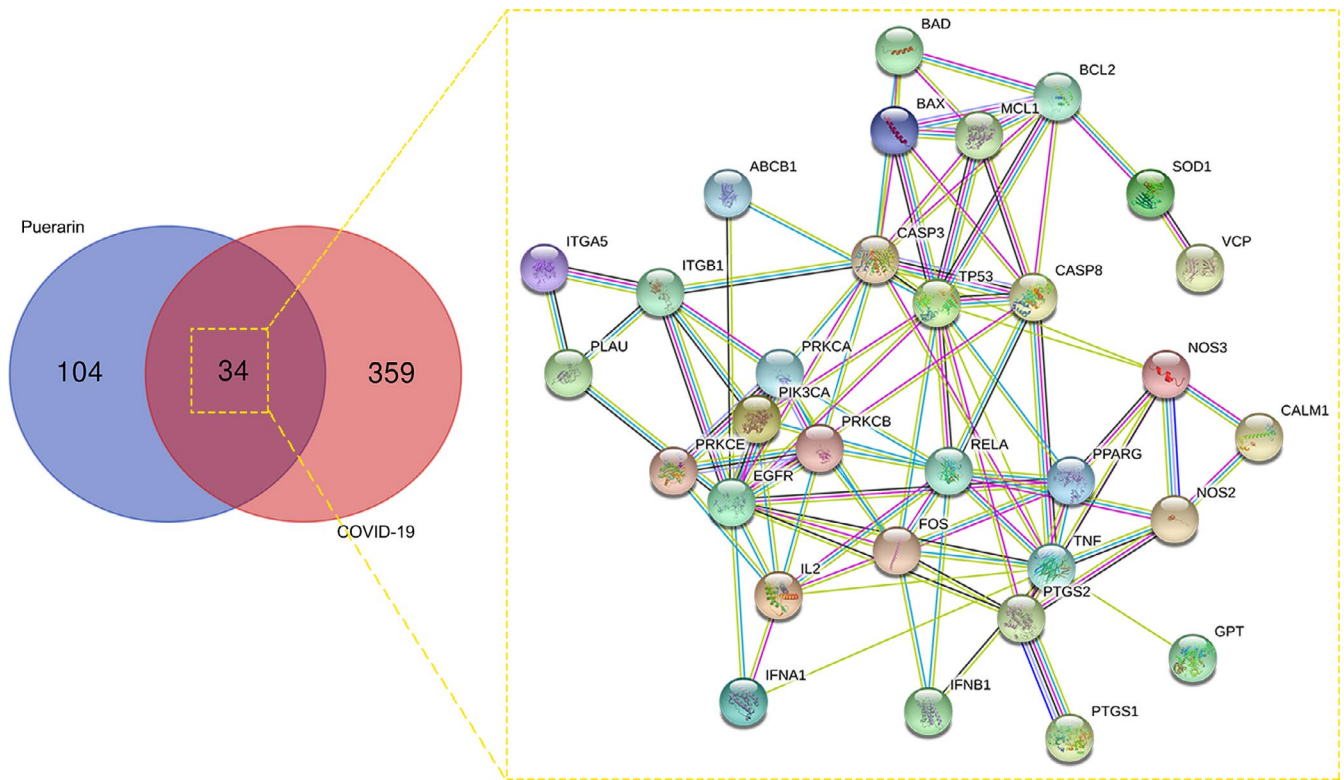 Puerarin
104
34
359
COVID-19
BAD
BCL2
BAX
MCL1
ABCB1
SOD1
VCP
ITGA5
ITGB1
CASP3
TP53
CASP8
PLAU
PRKCA
NOS3
PIK3CA
CALM1
PRKCE
PRKCB
RELA
PPARG
EGFR
NOS2
FOS
TNF
IL2
PTGS2
GPT
IFNA1
IFNB1
PTGS1